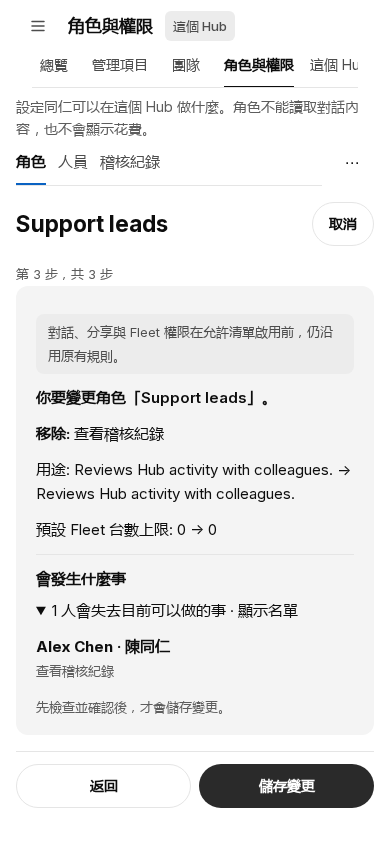 角色與權限 這個 Hub
總覽 管理項目 團隊 角色與權限 這個 Hu
設定同仁可以在這個 Hub 做什麼。角色不能讀取對話內
容，也不會顯示花費。
角色 人員 稽核紀錄 …
Support leads 取消
第 3 步，共 3 步
對話、分享與 Fleet 權限在允許清單啟用前，仍沿
用原有規則。
你要變更角色「Support leads」。
移除: 查看稽核紀錄
用途: Reviews Hub activity with colleagues. →
Reviews Hub activity with colleagues.
預設 Fleet 台數上限: 0 → 0
會發生什麼事
▼ 1 人會失去目前可以做的事 · 顯示名單
Alex Chen · 陳同仁
查看稽核紀錄
先檢查並確認後，才會儲存變更。
返回 儲存變更